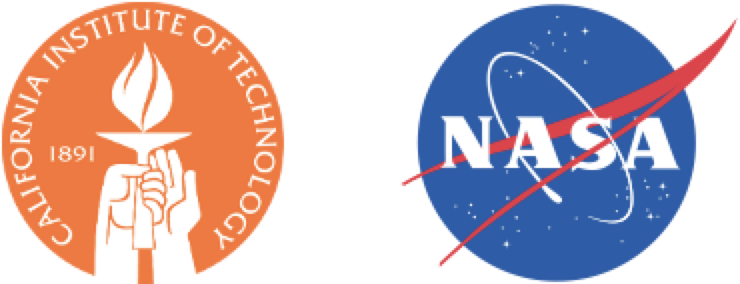 CALIFORNIA INSTITUTE OF TECHNOLOGY
1891
NASA